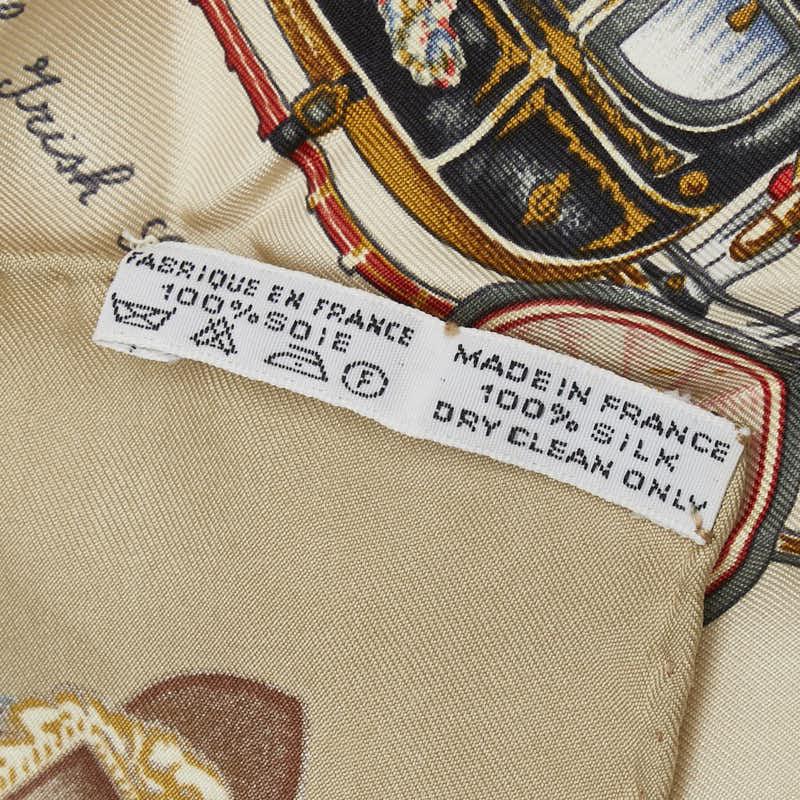 Irish
FABRIQUE EN FRANCE
100% SOIE
P
MADE IN FRANCE
100% SILK
DRY CLEAN ONLY